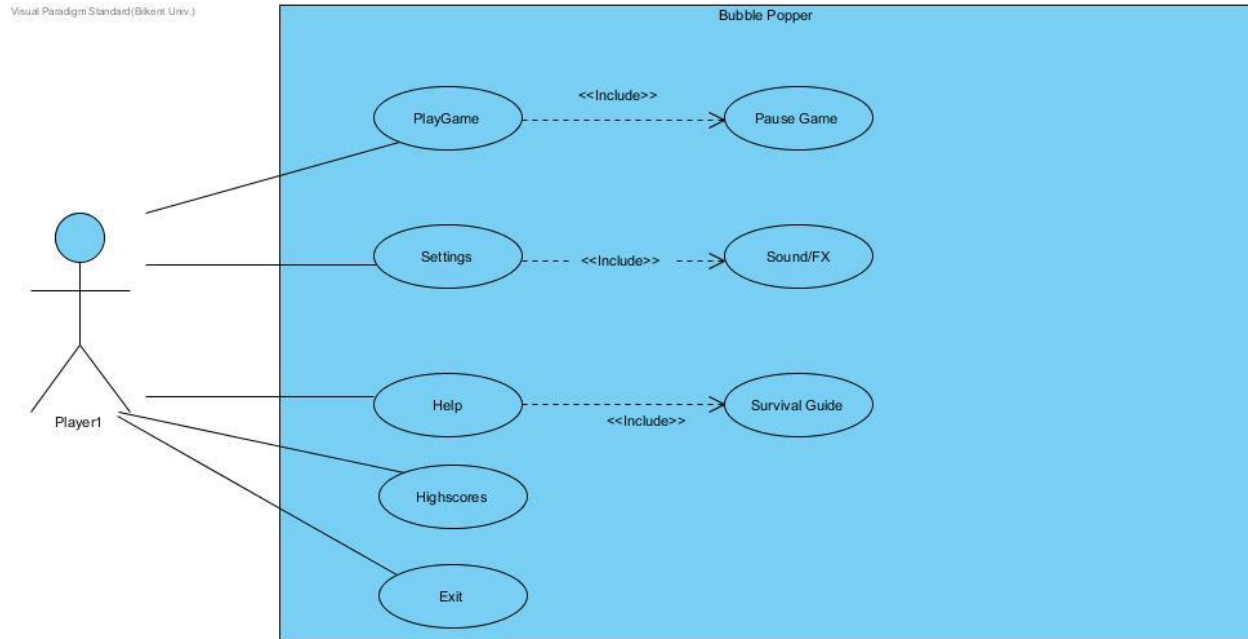 Visual Paradigm Standard(Bilkent Univ.)
Bubble Popper
<<Include>>
PlayGame
Pause Game
Settings
<<Include>>
Sound/FX
Help
Survival Guide
<<Include>>
Player1
Highscores
Exit